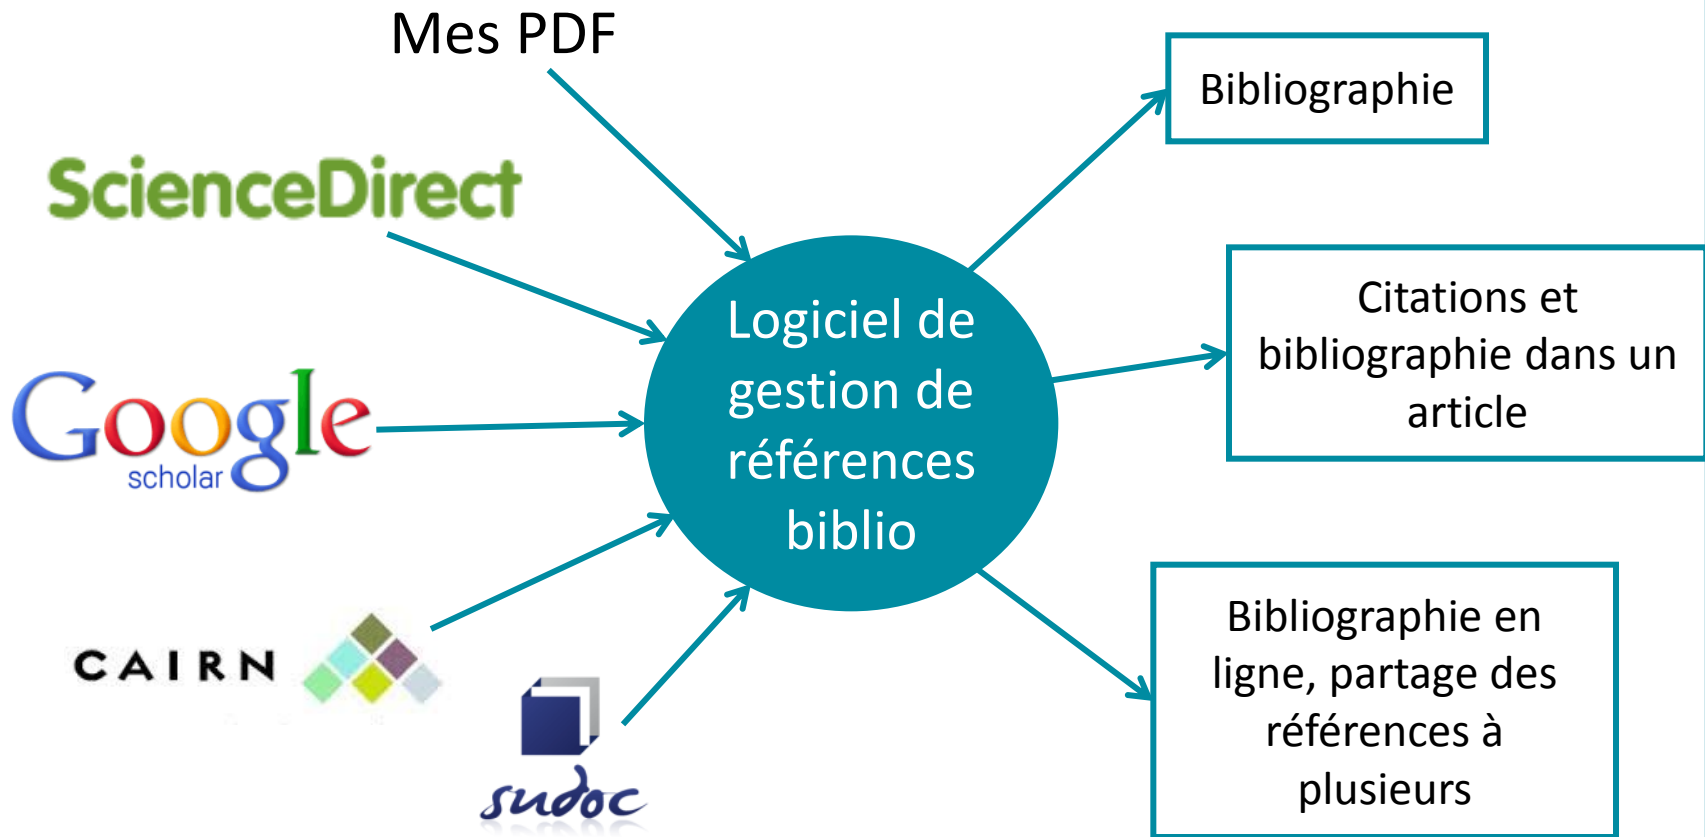 Mes PDF
ScienceDirect
Google
scholar
CAIRN
sudoc
Logiciel de
gestion de
références
biblio
Bibliographie
Citations et
bibliographie dans un
article
Bibliographie en
ligne, partage des
références à
plusieurs